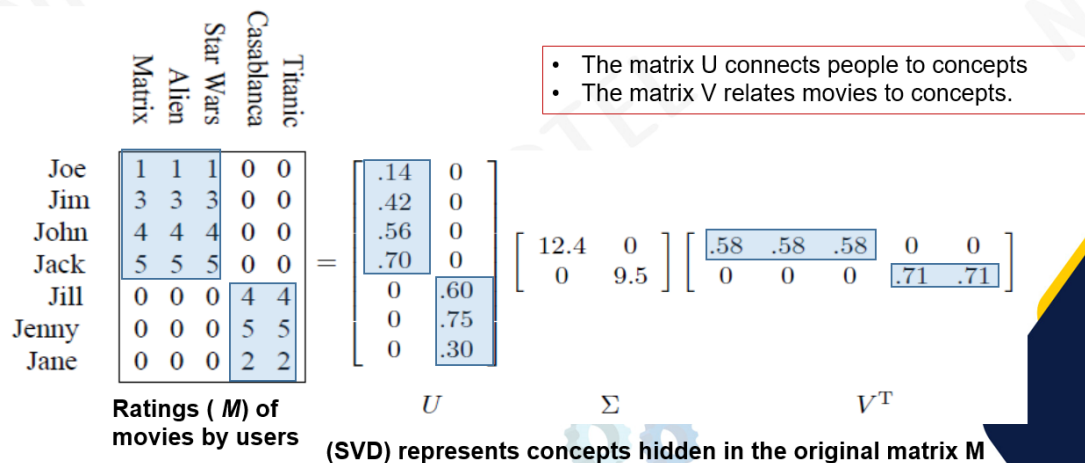 Matrix Alien Star Wars Casablanca Titanic
• The matrix U connects people to concepts
• The matrix V relates movies to concepts.
Joe 1 1 1 0 0
Jim 3 3 3 0 0
John 4 4 4 0 0
Jack 5 5 5 0 0
Jill 0 0 0 4 4
Jenny 0 0 0 5 5
Jane 0 0 0 2 2
=
.14 0
.42 0
.56 0
.70 0
0 .60
0 .75
0 .30
12.4 0
0 9.5
.58 .58 .58 0 0
0 0 0 .71 .71
U Σ Vᵀ
Ratings ( M) of
movies by users
(SVD) represents concepts hidden in the original matrix M